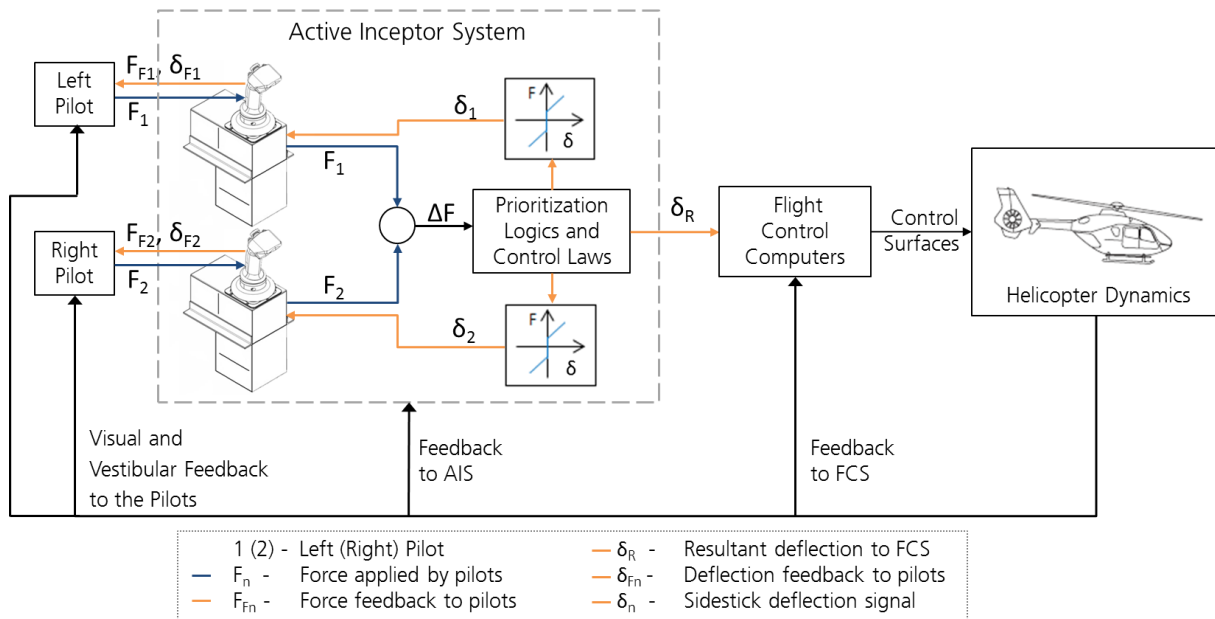 Active Inceptor System
Left
Pilot
F_F1, δ_F1
F_1
F_1
δ_1
F
δ
Right
Pilot
F_F2, δ_F2
F_2
F_2
ΔF
Prioritization
Logics and
Control Laws
δ_R
Flight
Control
Computers
Control
Surfaces
Helicopter Dynamics
δ_2
F
δ
Visual and
Vestibular Feedback
to the Pilots
Feedback
to AIS
Feedback
to FCS
1 (2) - Left (Right) Pilot
F_n - Force applied by pilots
F_Fn - Force feedback to pilots
δ_R - Resultant deflection to FCS
δ_Fn - Deflection feedback to pilots
δ_n - Sidestick deflection signal